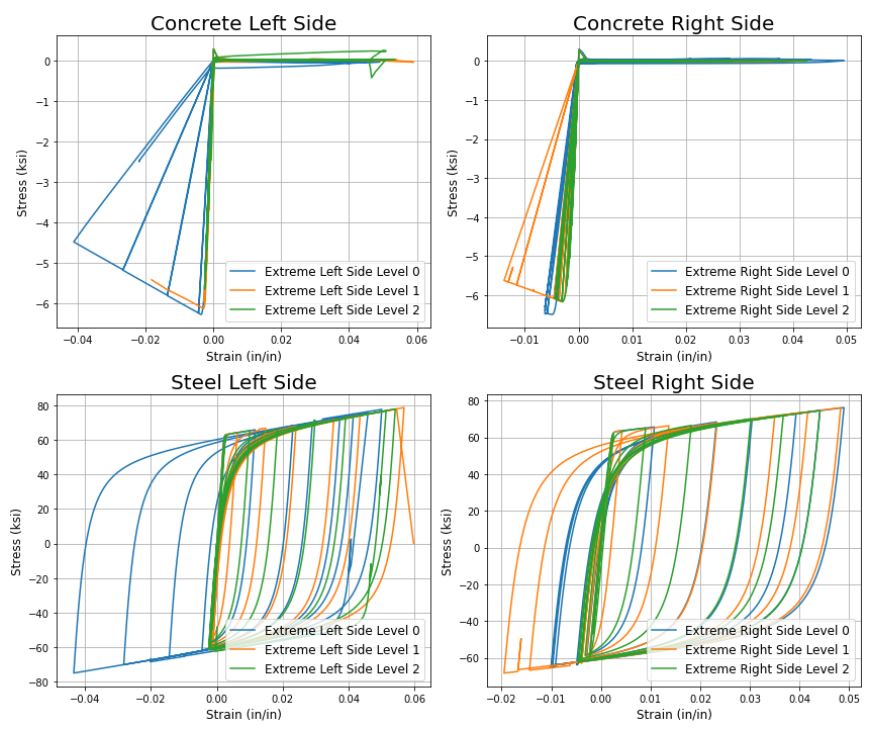 Concrete Left Side
Stress (ksi)
0
−1
−2
−3
−4
−5
−6
Extreme Left Side Level 0
Extreme Left Side Level 1
Extreme Left Side Level 2
−0.04 −0.02 0.00 0.02 0.04 0.06
Strain (in/in)
Concrete Right Side
Stress (ksi)
0
−1
−2
−3
−4
−5
−6
Extreme Right Side Level 0
Extreme Right Side Level 1
Extreme Right Side Level 2
−0.01 0.00 0.01 0.02 0.03 0.04 0.05
Strain (in/in)
Steel Left Side
Stress (ksi)
80
60
40
20
0
−20
−40
−60
−80
Extreme Left Side Level 0
Extreme Left Side Level 1
Extreme Left Side Level 2
−0.04 −0.02 0.00 0.02 0.04 0.06
Strain (in/in)
Steel Right Side
Stress (ksi)
80
60
40
20
0
−20
−40
−60
Extreme Right Side Level 0
Extreme Right Side Level 1
Extreme Right Side Level 2
−0.02 −0.01 0.00 0.01 0.02 0.03 0.04 0.05
Strain (in/in)